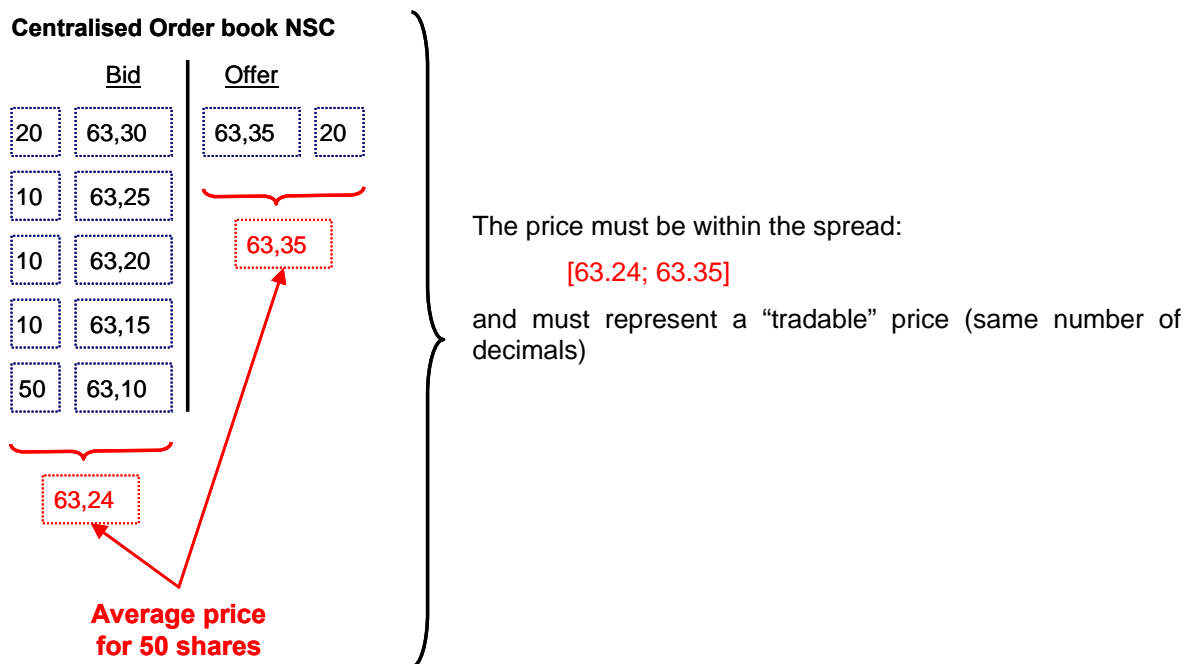 Centralised Order book NSC
Bid Offer
20 63,30 63,35 20
10 63,25
10 63,20
10 63,15
50 63,10
63,35
63,24
Average price
for 50 shares
The price must be within the spread:
[63.24; 63.35]
and must represent a “tradable” price (same number of
decimals)